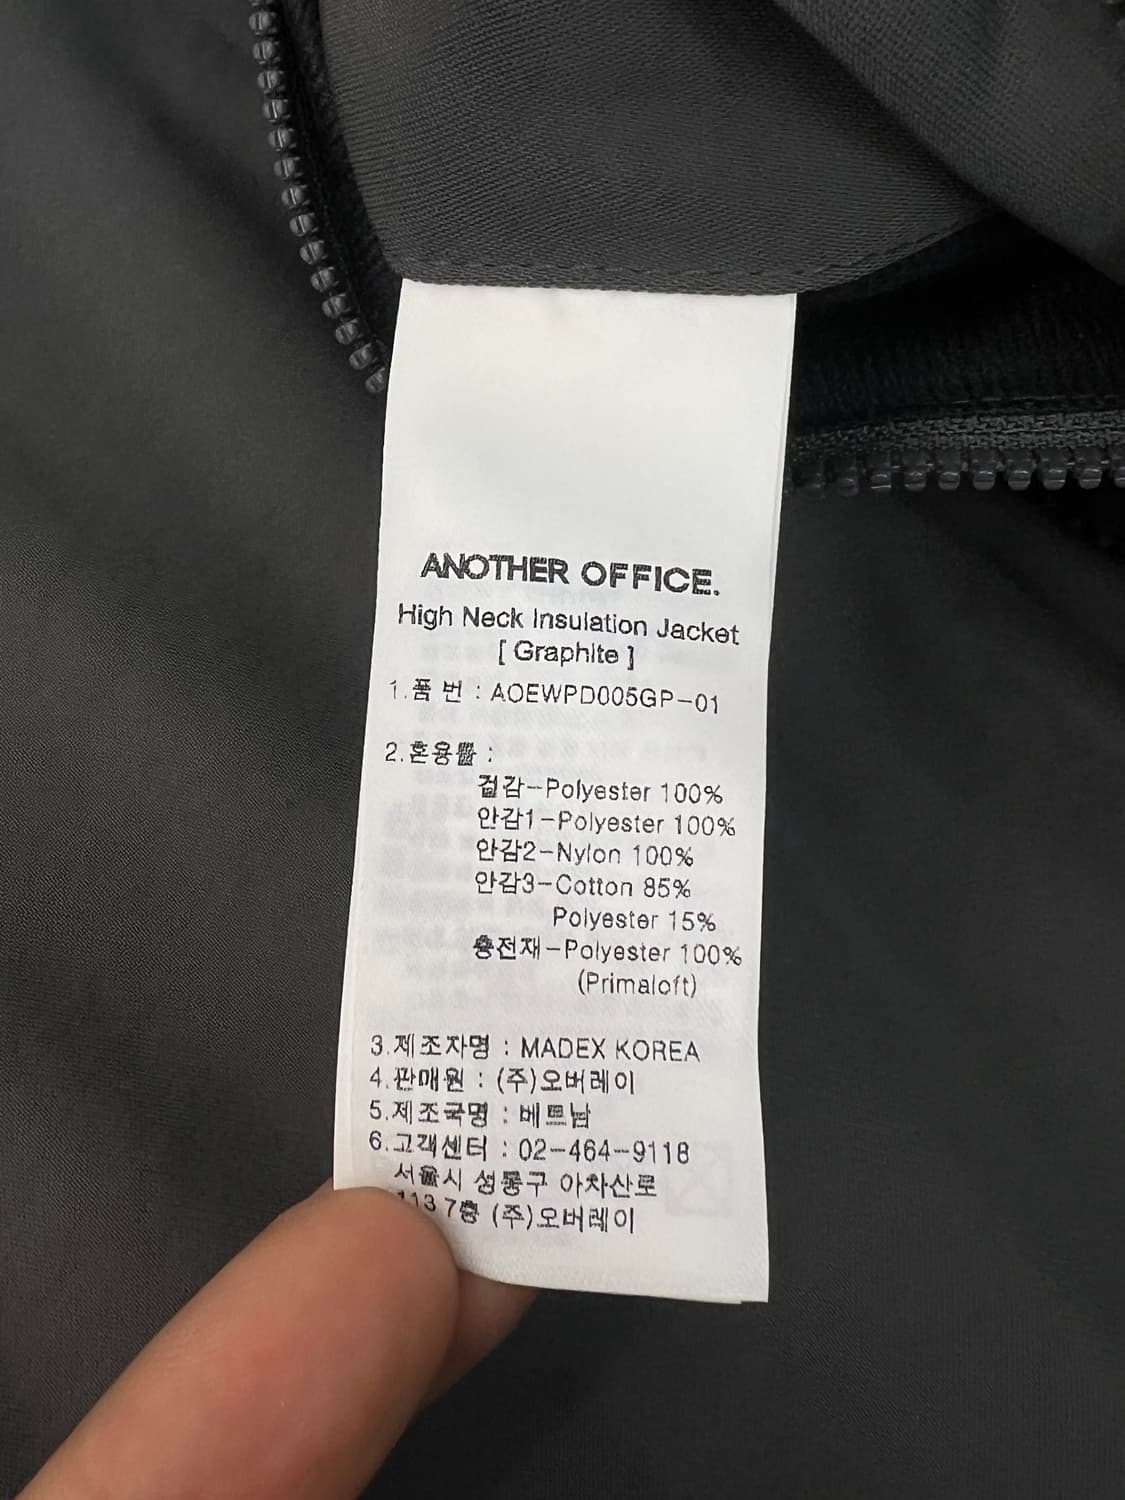 ANOTHER OFFICE.
High Neck Insulation Jacket
[ Graphite ]
1.품 번 : AOEWPD005GP-01
2.혼용률 :
겉감-Polyester 100%
안감1-Polyester 100%
안감2-Nylon 100%
안감3-Cotton 85%
Polyester 15%
충전재-Polyester 100%
(Primaloft)
3.제조자명 : MADEX KOREA
4.판매원 : (주)오버레이
5.제조국명 : 베트남
6.고객센터 : 02-464-9118
서울시 성동구 아차산로
113 7층 (주)오버레이